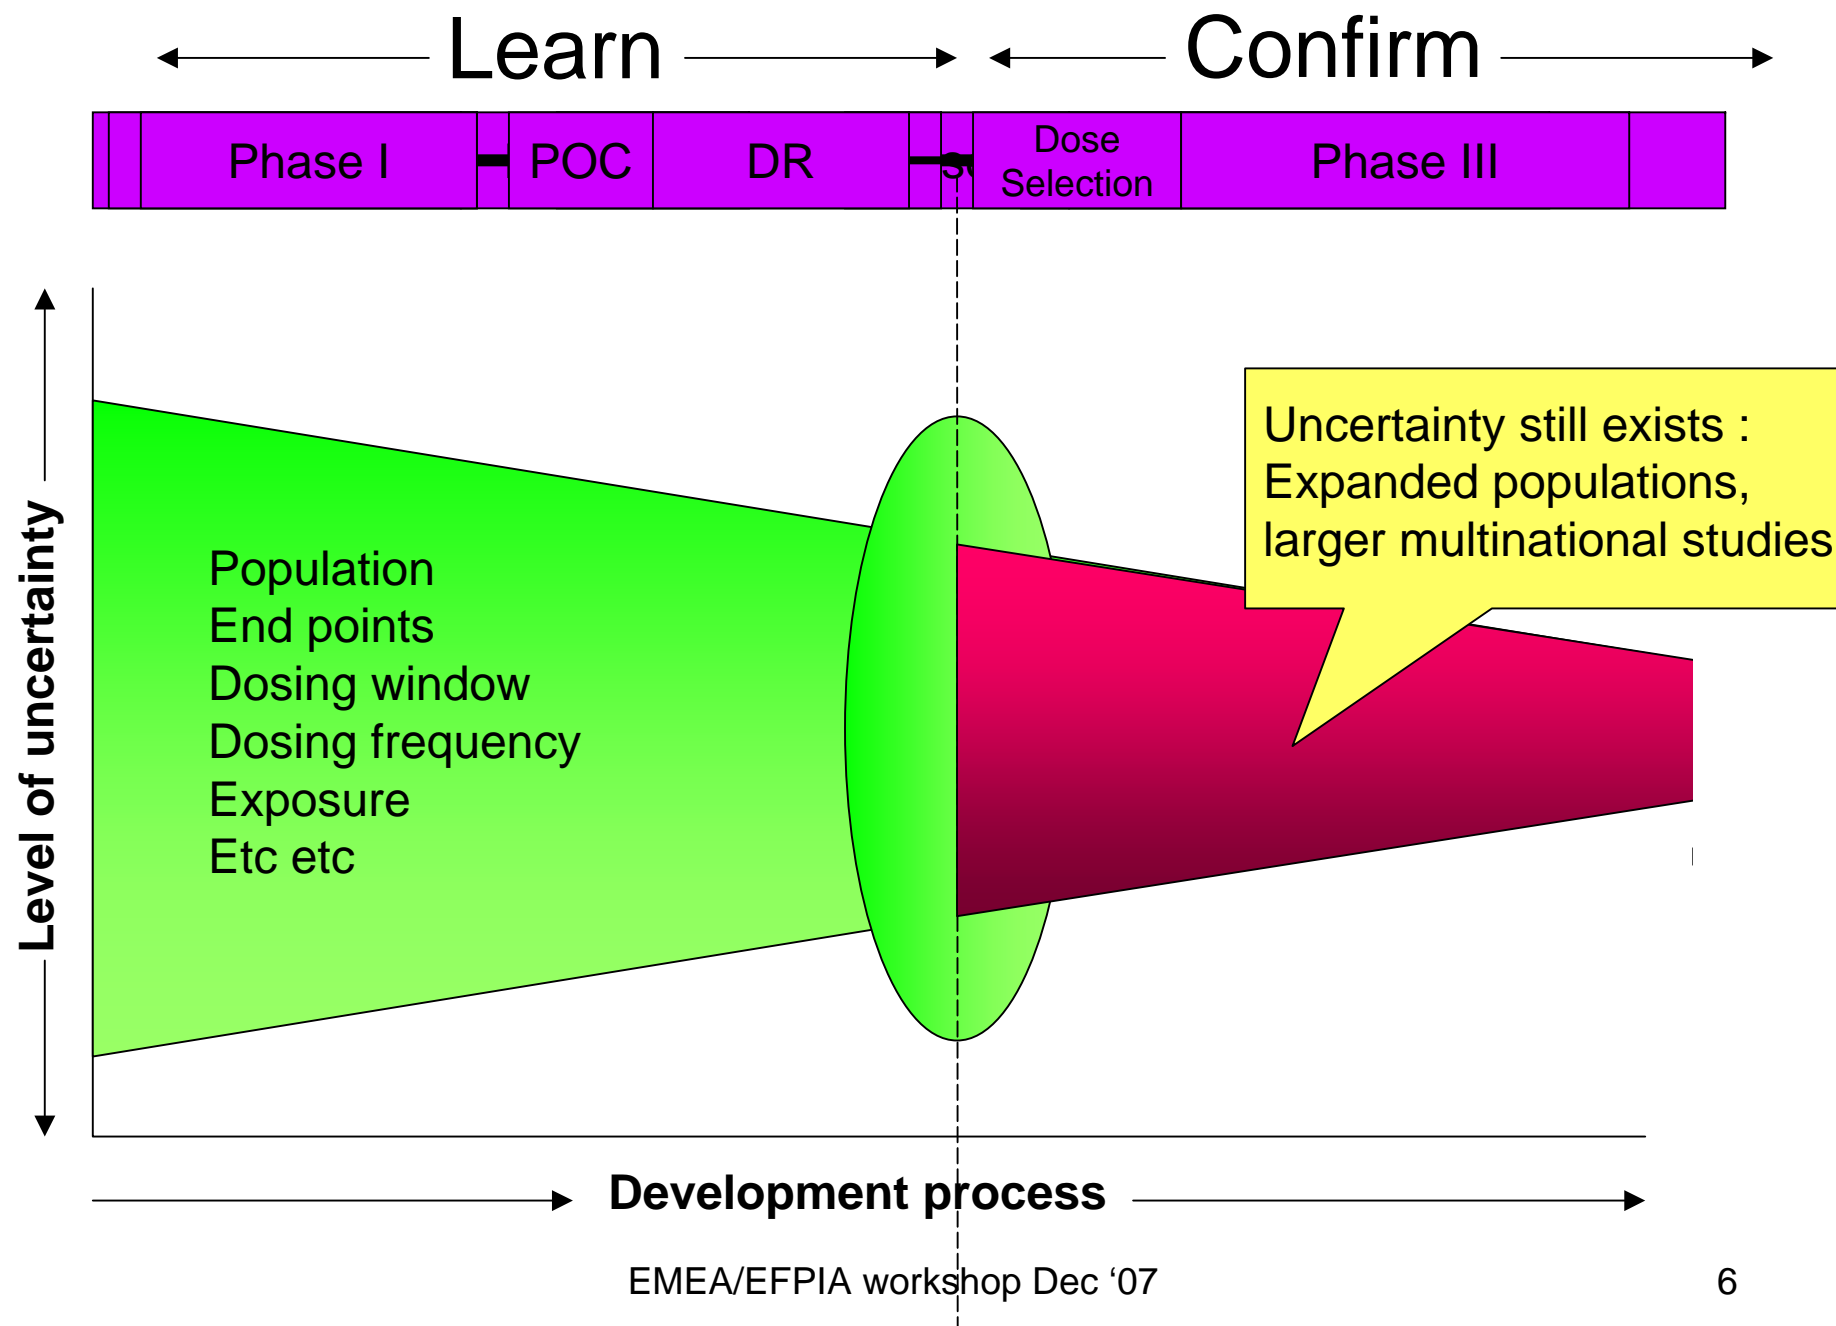 Learn
Confirm
Phase I
POC
DR
Dose
Selection
Phase III
Level of uncertainty
Population
End points
Dosing window
Dosing frequency
Exposure
Etc etc
Uncertainty still exists :
Expanded populations,
larger multinational studies
Development process
EMEA/EFPIA workshop Dec ‘07
6